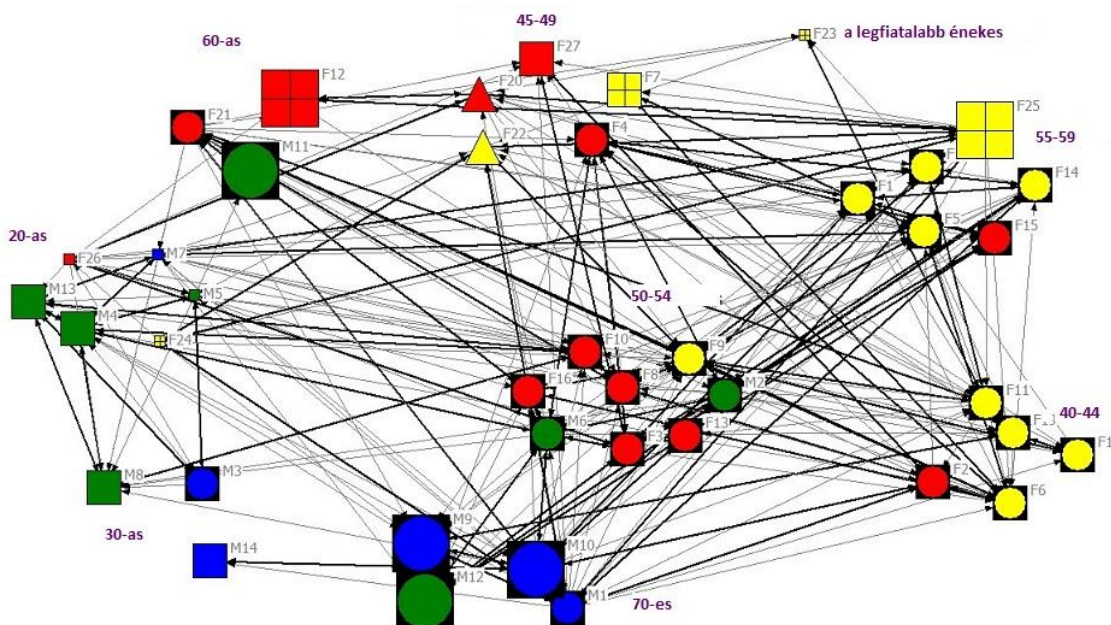 45-49
60-as
F23 a legfiatalabb énekes
F27
F12
F20
F7
F25
F21
F4
55-59
F22
M11
F14
F1
F5
F15
20-as
M7
F26
M5
M13
50-54
M4
F24
F10
F9
F16
F8
M2
F11
40-44
M6
F13
F3
F2
M8
M3
F6
30-as
M9
M14
M10
M12
M1
70-es